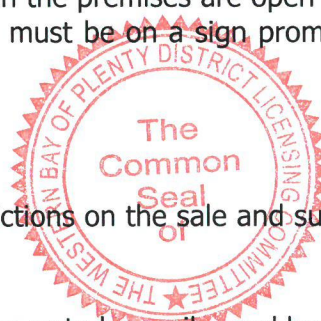 n the premises are open
must be on a sign prom
THE WESTERN BAY OF PLENTY DISTRICT LICENSING COMMITTEE
The
Common
Seal
of
ctions on the sale and su